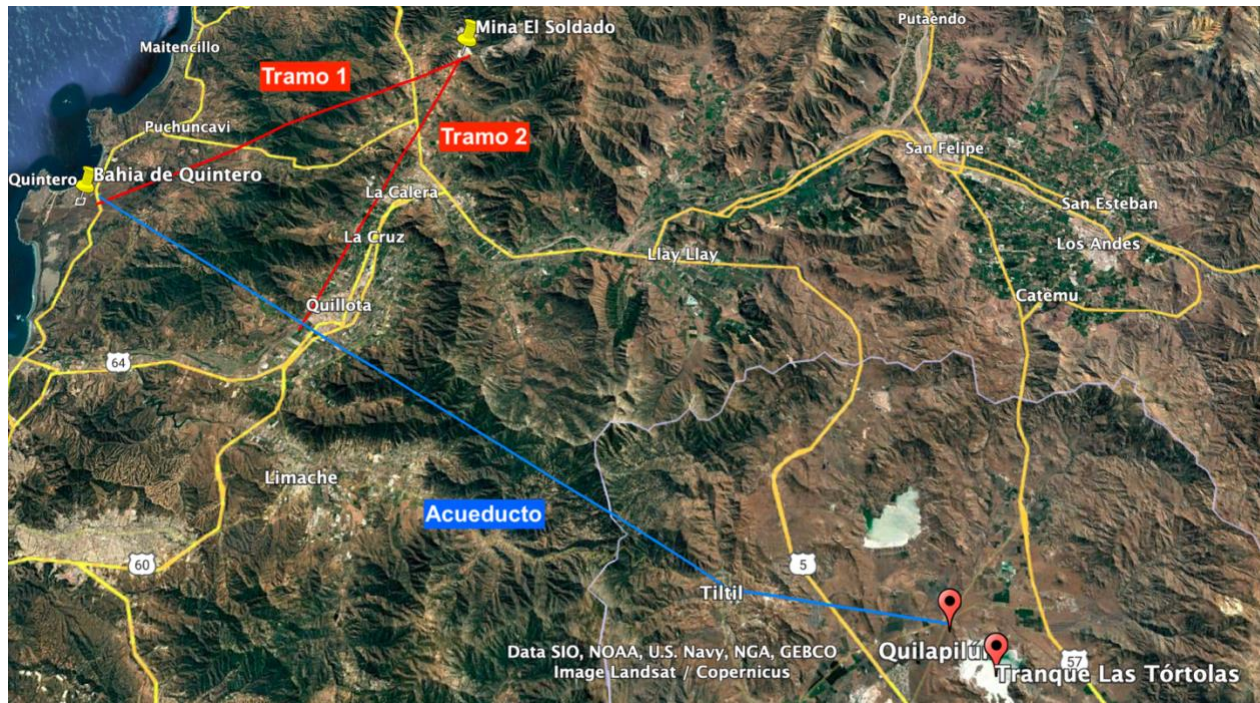 Mina El Soldado
Putaendo
Maitencillo
Tramo 1
Puchuncavi
Tramo 2
San Felipe
Quintero
Bahia de Quintero
La Calera
San Esteban
La Cruz
Los Andes
Llay Llay
Catemu
Quillota
64
Limache
Acueducto
60
5
Tiltil
Data SIO, NOAA, U.S. Navy, NGA, GEBCO
Image Landsat / Copernicus
Quilapilún
57
Tranque Las Tórtolas